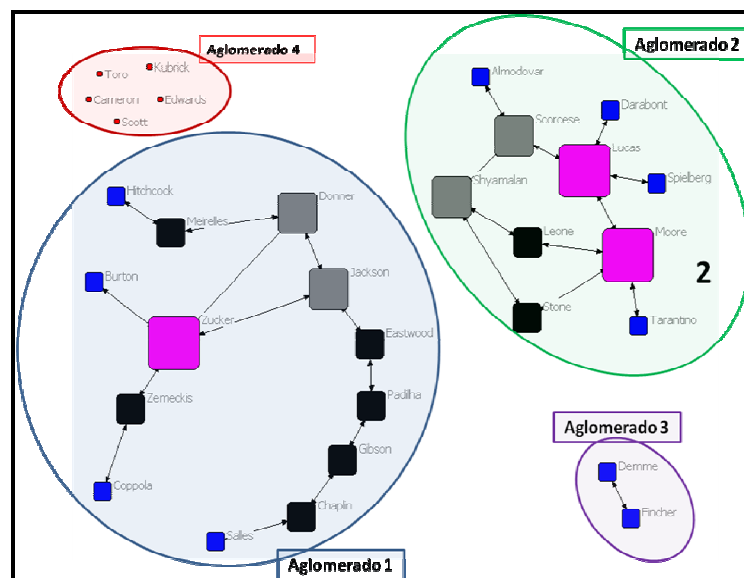 Aglomerado 4
Kubrick
Toro
Cameron
Edwards
Scott
Aglomerado 2
Almodovar
Darabont
Scorcese
Lucas
Shyamalan
Spielberg
Leone
Moore
2
Stone
Tarantino
Hitchcock
Donner
Meirelles
Burton
Jackson
Zucker
Eastwood
Zemeckis
Padilha
Gibson
Coppola
Chaplin
Salles
Aglomerado 1
Aglomerado 3
Demme
Fincher